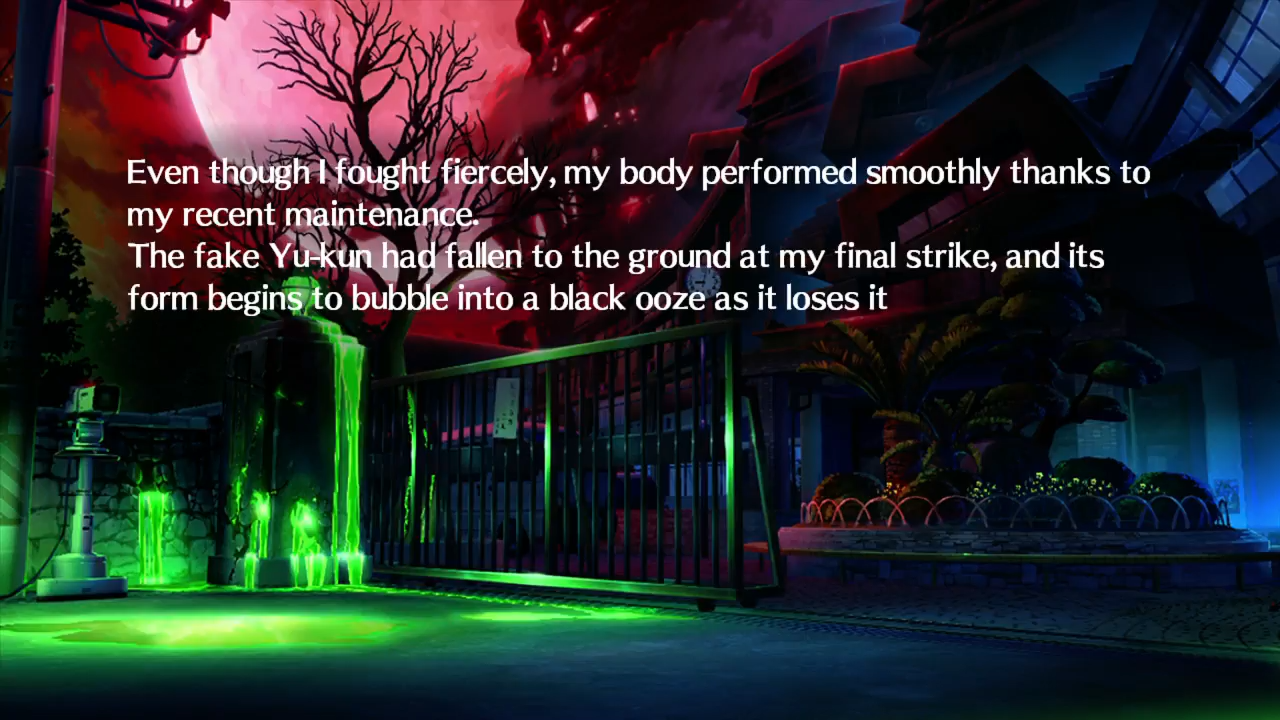 Even though I fought fiercely, my body performed smoothly thanks to
my recent maintenance.
The fake Yu-kun had fallen to the ground at my final strike, and its
form begins to bubble into a black ooze as it loses it